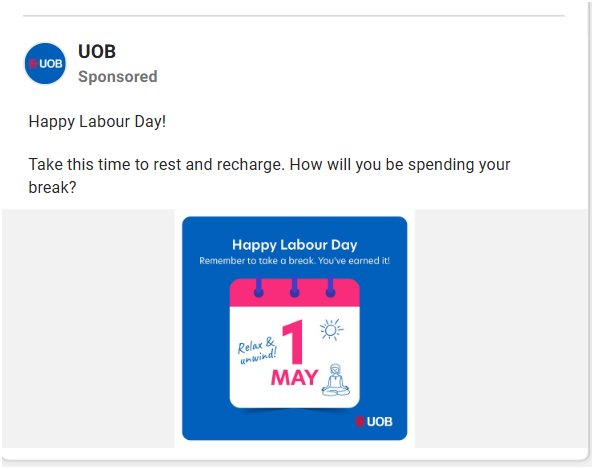 UOB
UOB
Sponsored
Happy Labour Day!
Take this time to rest and recharge. How will you be spending your
break?
Happy Labour Day
Remember to take a break. You've earned it!
Relax &
unwind!
1
MAY
UOB